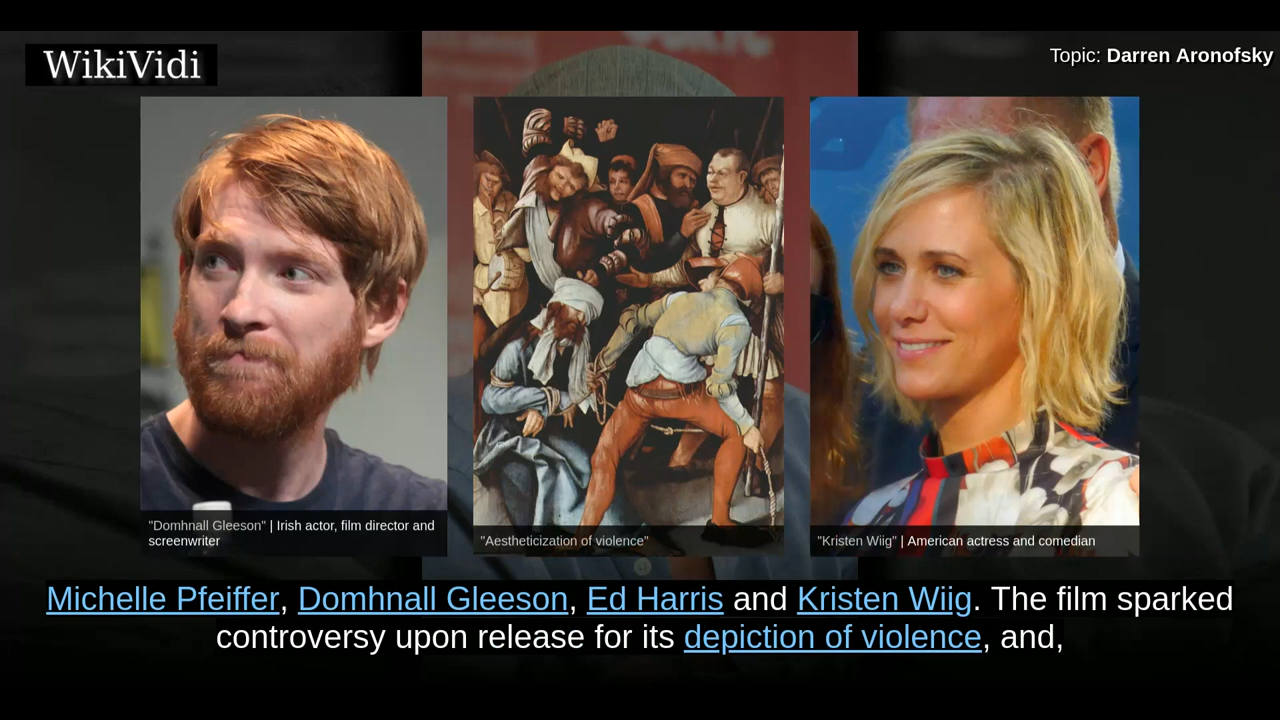 WikiVidi
Topic: Darren Aronofsky
"Domhnall Gleeson" | Irish actor, film director and
screenwriter
"Aestheticization of violence"
"Kristen Wiig" | American actress and comedian
Michelle Pfeiffer, Domhnall Gleeson, Ed Harris and Kristen Wiig. The film sparked
controversy upon release for its depiction of violence, and,